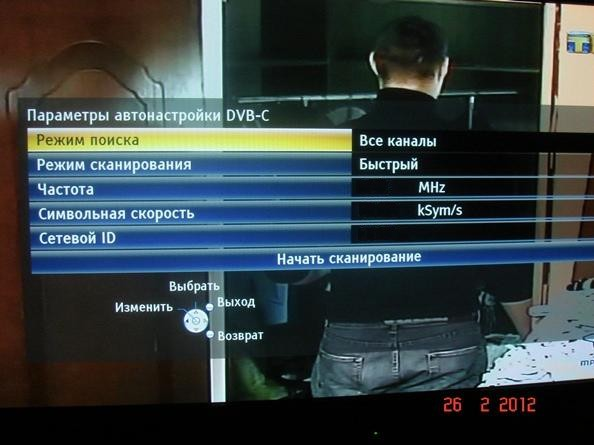 Параметры автонастройки DVB-C
Режим поиска Все каналы
Режим сканирования Быстрый
Частота MHz
Символьная скорость kSym/s
Сетевой ID
Начать сканирование
Выбрать
Изменить Выход
Возврат
26 2 2012